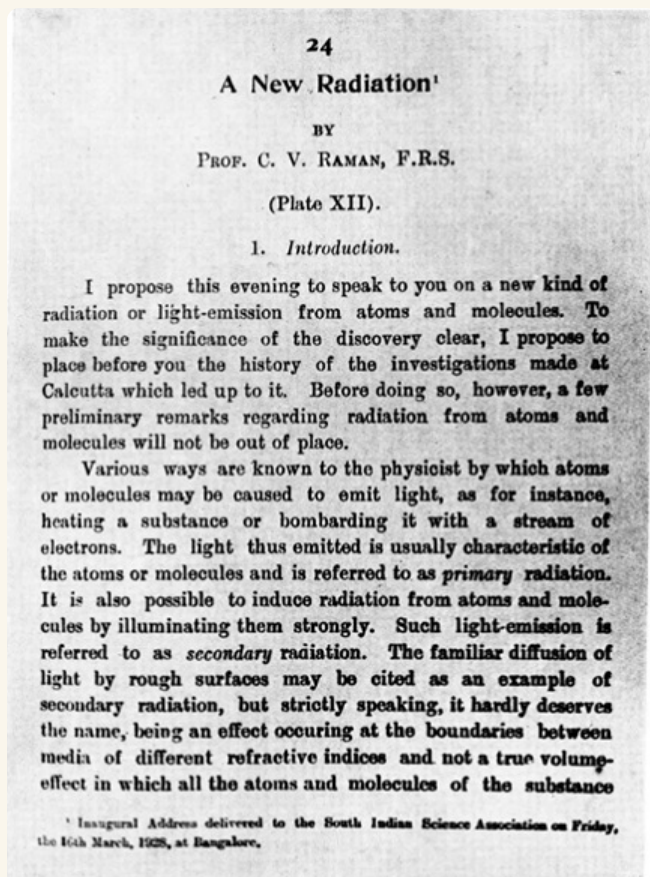 24
A New Radiation¹
BY
PROF. C. V. RAMAN, F.R.S.
(Plate XII).
1. Introduction.
I propose this evening to speak to you on a new kind of
radiation or light-emission from atoms and molecules. To
make the significance of the discovery clear, I propose to
place before you the history of the investigations made at
Calcutta which led up to it. Before doing so, however, a few
preliminary remarks regarding radiation from atoms and
molecules will not be out of place.
Various ways are known to the physicist by which atoms
or molecules may be caused to emit light, as for instance,
heating a substance or bombarding it with a stream of
electrons. The light thus emitted is usually characteristic of
the atoms or molecules and is referred to as primary radiation.
It is also possible to induce radiation from atoms and mole-
cules by illuminating them strongly. Such light-emission is
referred to as secondary radiation. The familiar diffusion of
light by rough surfaces may be cited as an example of
secondary radiation, but strictly speaking, it hardly deserves
the name, being an effect occuring at the boundaries between
media of different refractive indices and not a true volume-
effect in which all the atoms and molecules of the substance
¹ Inaugural Address delivered to the South Indian Science Association on Friday,
the 16th March, 1928, at Bangalore.